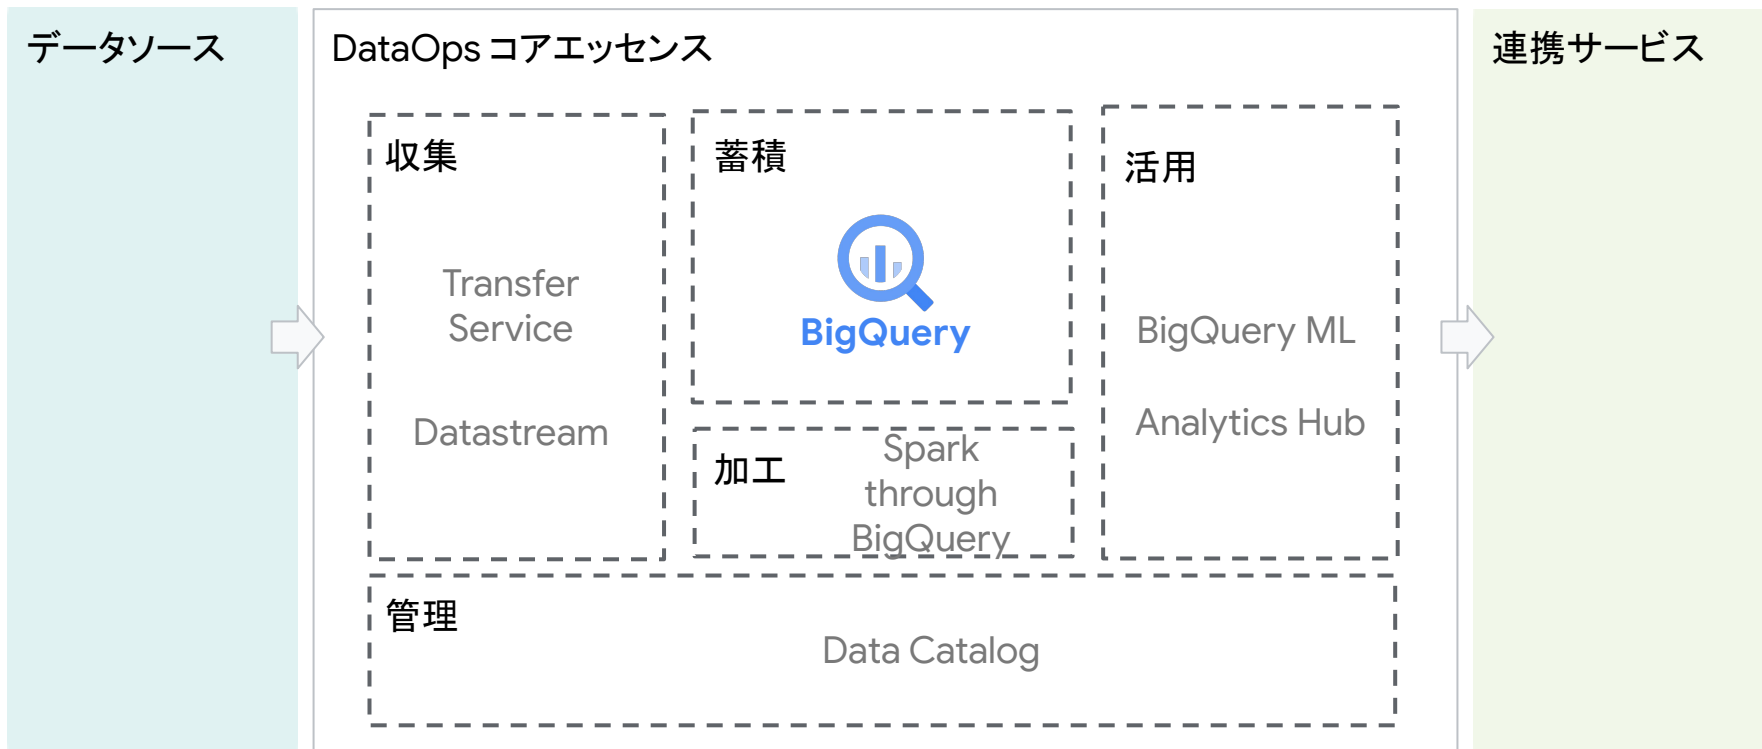 データソース
DataOps コアエッセンス
連携サービス
収集
Transfer
Service
Datastream
蓄積
BigQuery
加工
Spark
through
BigQuery
活用
BigQuery ML
Analytics Hub
管理
Data Catalog